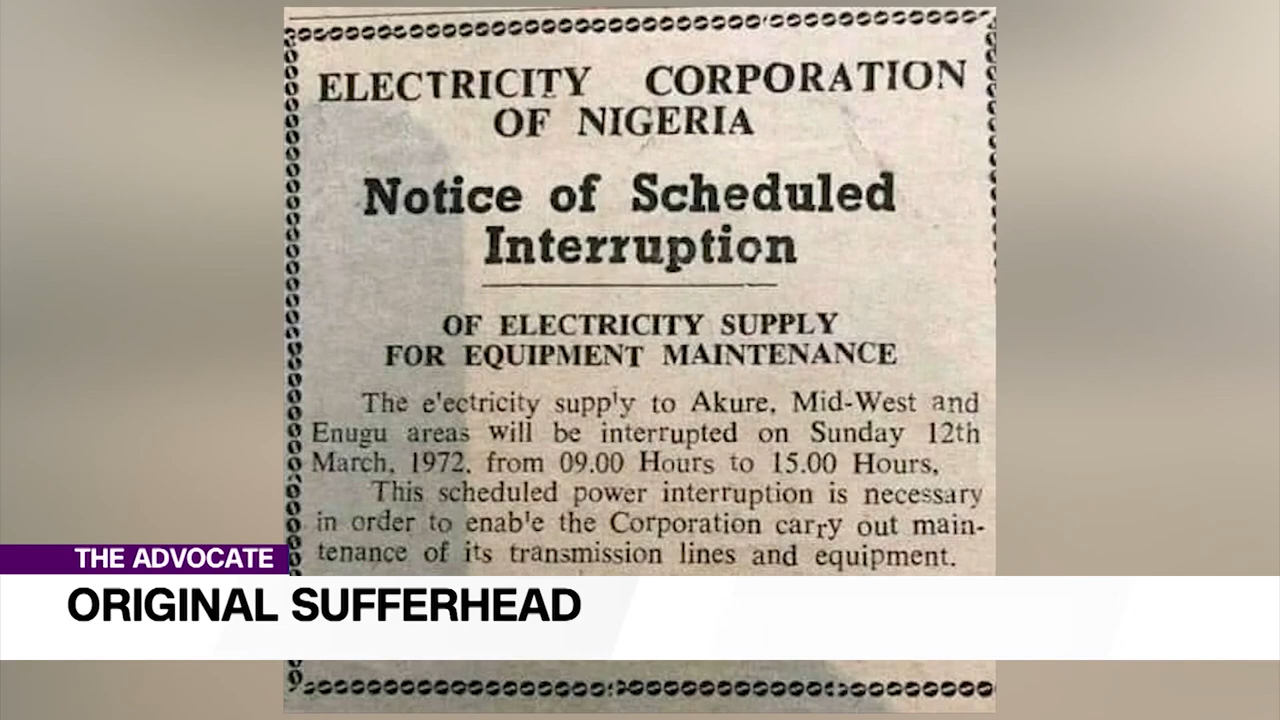 ELECTRICITY CORPORATION
OF NIGERIA
Notice of Scheduled
Interruption
OF ELECTRICITY SUPPLY
FOR EQUIPMENT MAINTENANCE
The e'ectricity supp'y to Akure, Mid-West and
Enugu areas will be interrupted on Sunday 12th
March, 1972, from 09.00 Hours to 15.00 Hours,
This scheduled power interruption is necessary
in order to enab'e the Corporation carry out main-
tenance of its transmission lines and equipment.
THE ADVOCATE
ORIGINAL SUFFERHEAD